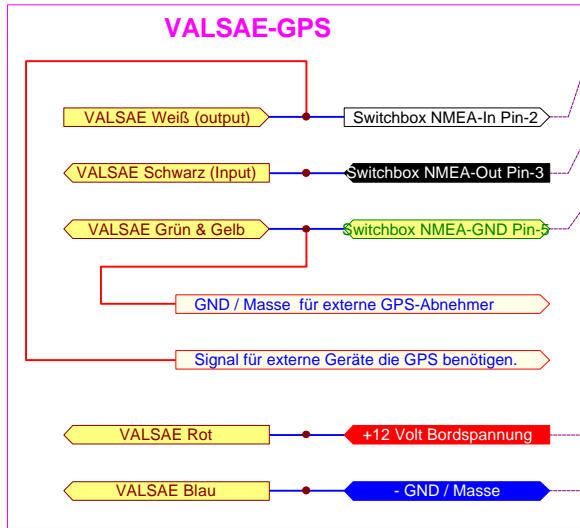 VALSAE-GPS
VALSAE Weiß (output)
Switchbox NMEA-In Pin-2
VALSAE Schwarz (Input)
Switchbox NMEA-Out Pin-3
VALSAE Grün & Gelb
Switchbox NMEA-GND Pin-5
GND / Masse für externe GPS-Abnehmer
Signal für externe Geräte die GPS benötigen.
VALSAE Rot
+12 Volt Bordspannung
VALSAE Blau
- GND / Masse